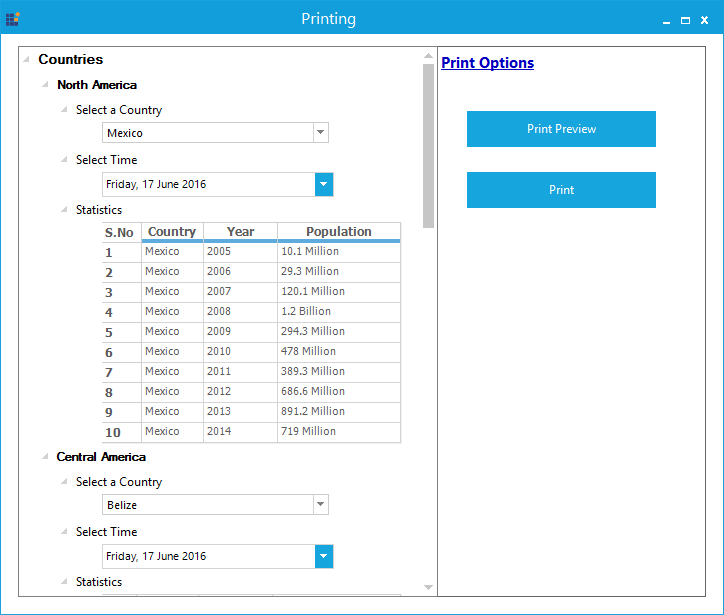 Printing
Countries
North America
Select a Country
Mexico
Select Time
Friday, 17 June 2016
Statistics
S.No Country Year Population
1 Mexico 2005 10.1 Million
2 Mexico 2006 29.3 Million
3 Mexico 2007 120.1 Million
4 Mexico 2008 1.2 Billion
5 Mexico 2009 294.3 Million
6 Mexico 2010 478 Million
7 Mexico 2011 389.3 Million
8 Mexico 2012 686.6 Million
9 Mexico 2013 891.2 Million
10 Mexico 2014 719 Million
Central America
Select a Country
Belize
Select Time
Friday, 17 June 2016
Statistics
Print Options
Print Preview
Print